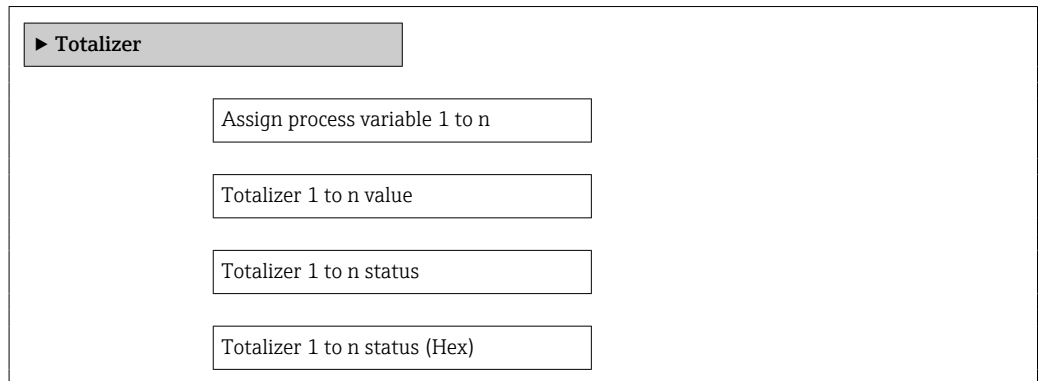 ▶ Totalizer
Assign process variable 1 to n
Totalizer 1 to n value
Totalizer 1 to n status
Totalizer 1 to n status (Hex)